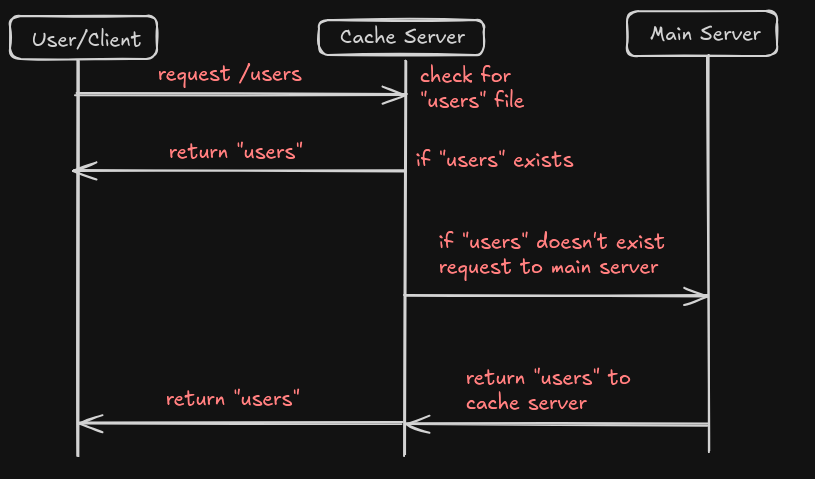 User/Client
Cache Server
Main Server
request /users
check for
"users" file
return "users"
if "users" exists
if "users" doesn't exist
request to main server
return "users" to
cache server
return "users"